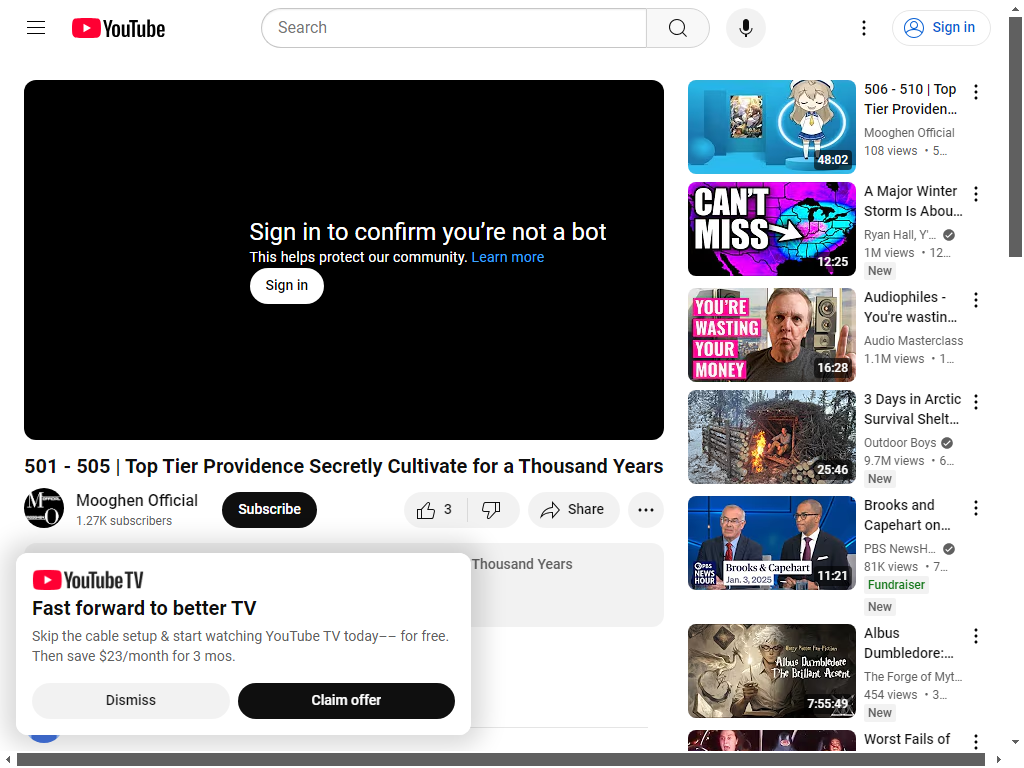 YouTube
Search
Sign in
Sign in to confirm you’re not a bot
This helps protect our community. Learn more
Sign in
501 - 505 | Top Tier Providence Secretly Cultivate for a Thousand Years
Mooghen Official
1.27K subscribers
Subscribe
3
Share
Thousand Years
YouTube TV
Fast forward to better TV
Skip the cable setup & start watching YouTube TV today–– for free.
Then save $23/month for 3 mos.
Dismiss
Claim offer
48:02
506 - 510 | Top
Tier Providen...
Mooghen Official
108 views • 5...
CAN'T
MISS
12:25
A Major Winter
Storm Is Abou...
Ryan Hall, Y'...
1M views • 12...
New
YOU'RE
WASTING
YOUR
MONEY
16:28
Audiophiles -
You're wastin...
Audio Masterclass
1.1M views • 1...
25:46
3 Days in Arctic
Survival Shelt...
Outdoor Boys
9.7M views • 6...
New
PBS
NEWS
HOUR
Brooks & Capehart
Jan. 3, 2025
11:21
Brooks and
Capehart on...
PBS NewsH...
81K views • 7...
Fundraiser
New
Harry Potter Fan-Fiction
Albus Dumbledore
The Brilliant Ascent
7:55:49
Albus
Dumbledore:...
The Forge of Myt...
454 views • 3...
New
Worst Fails of